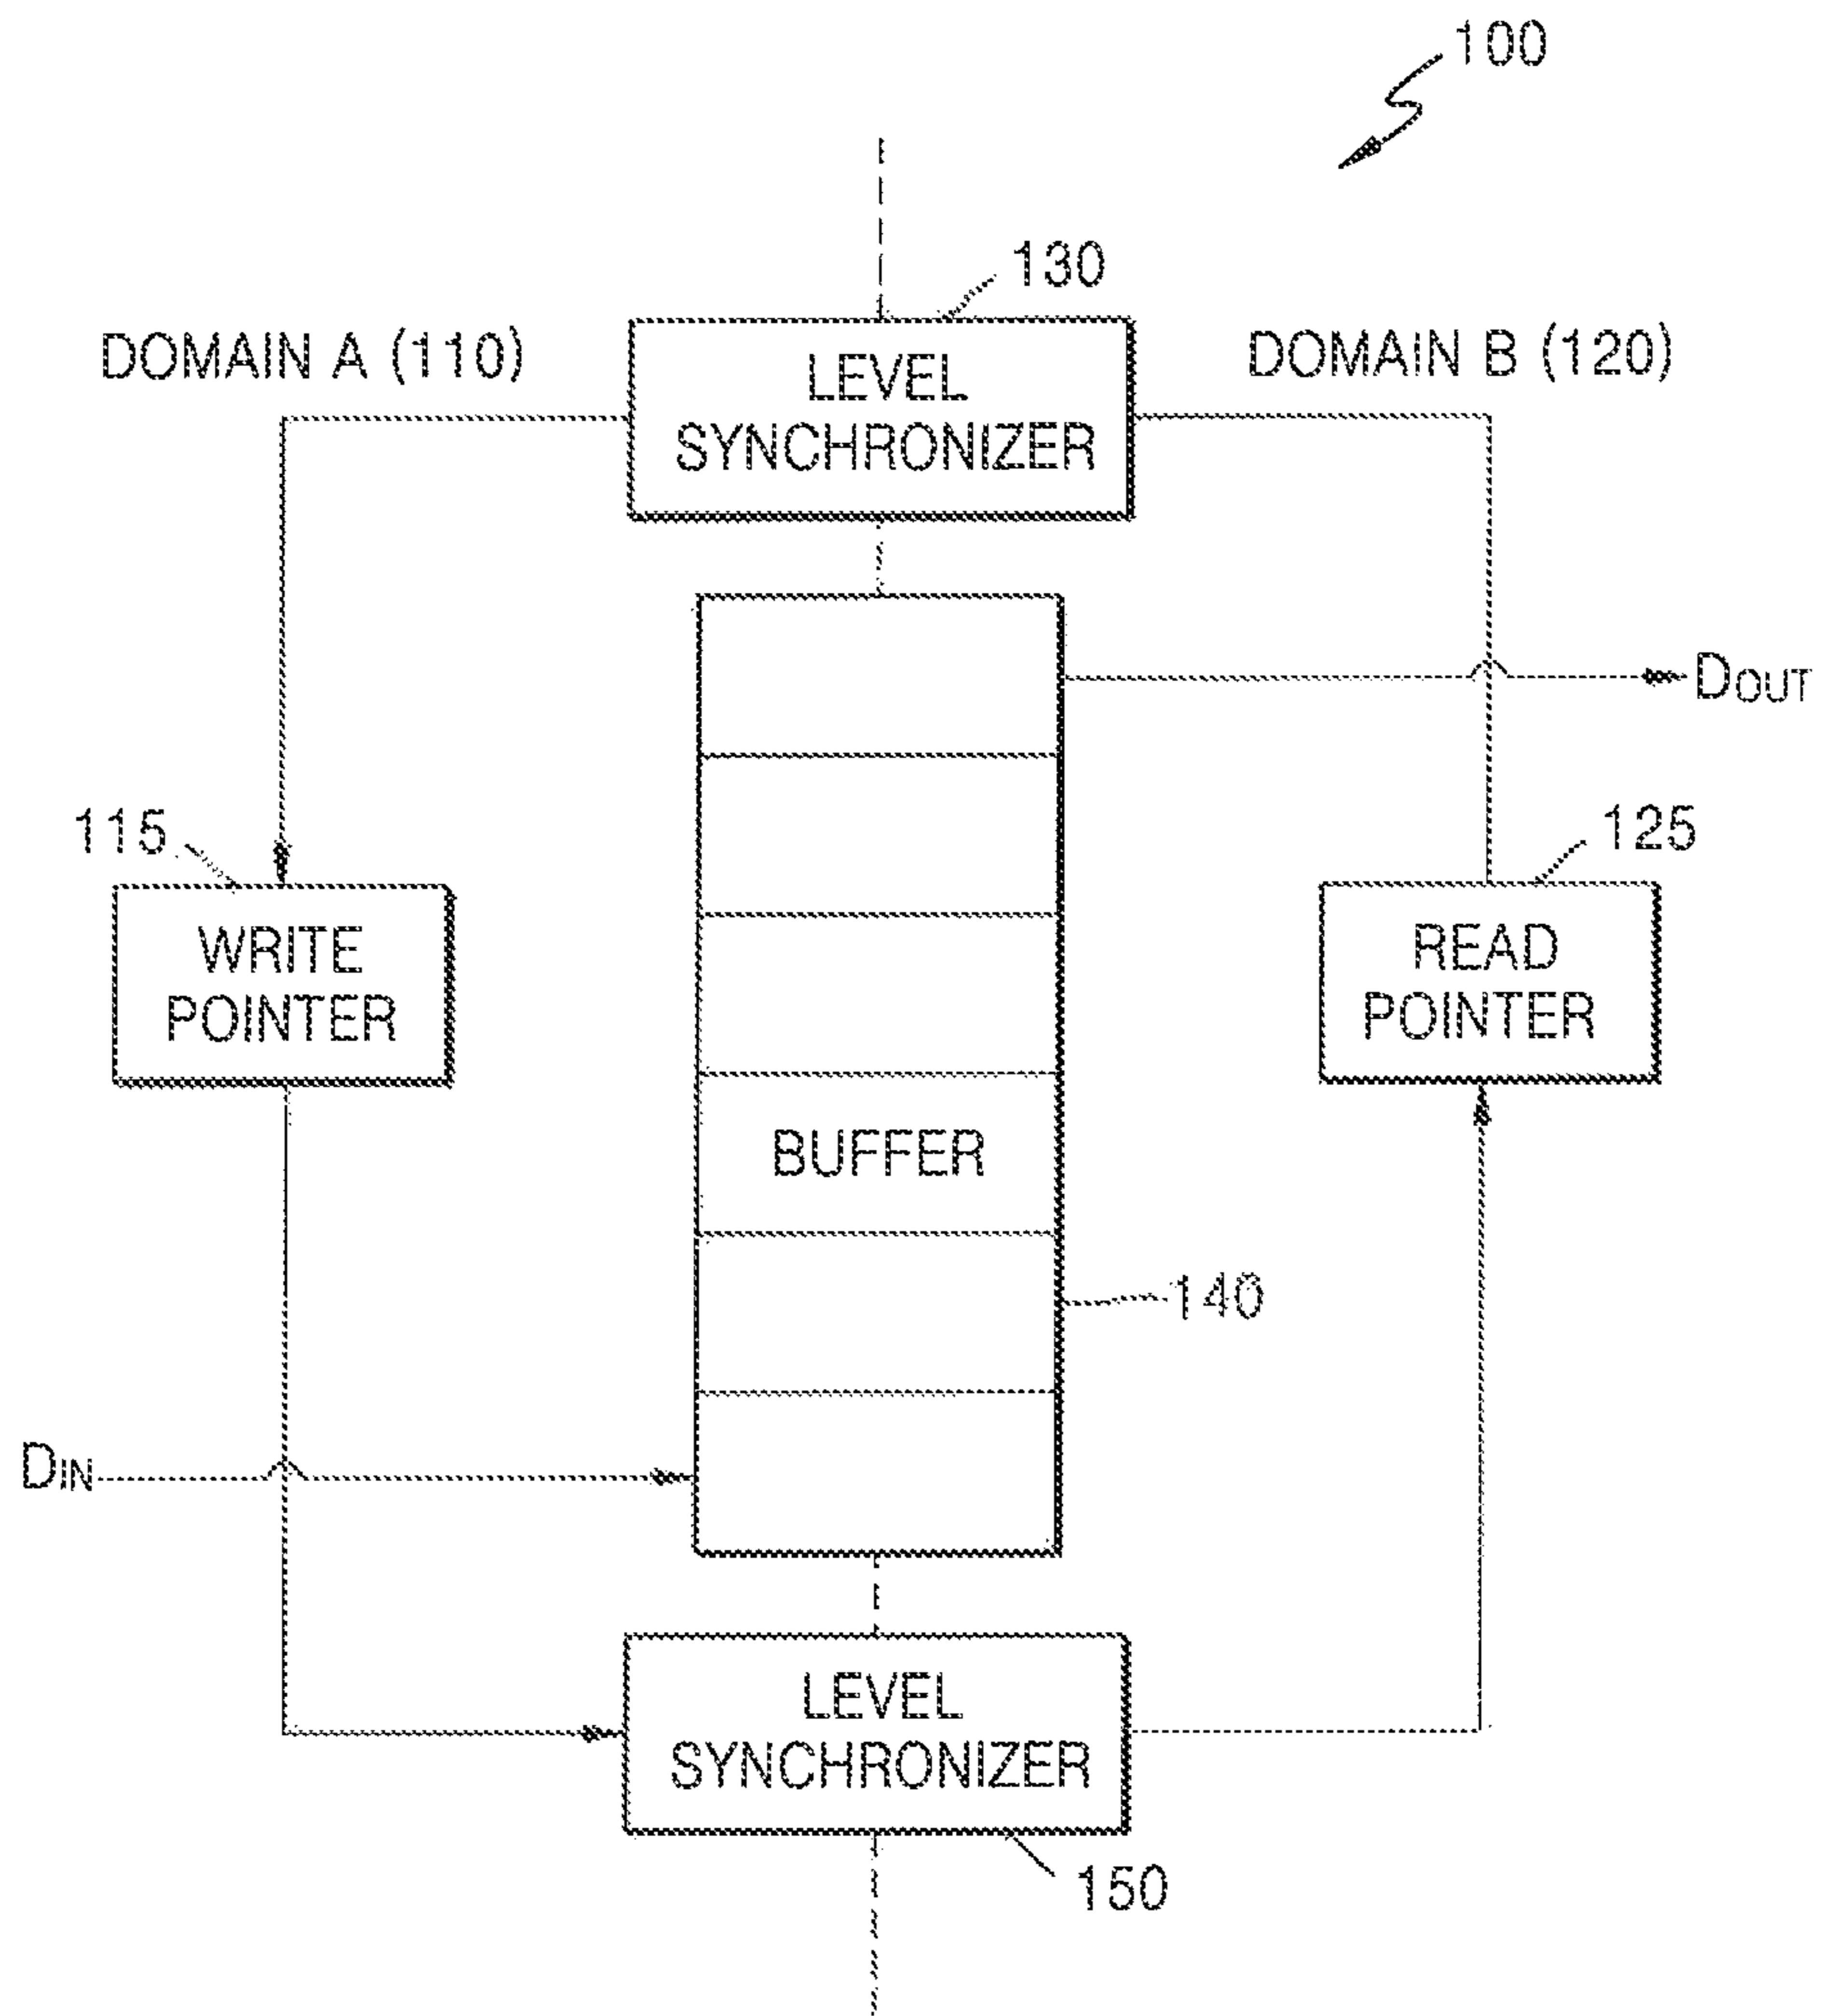 100
130
DOMAIN A (110)
LEVEL
SYNCHRONIZER
DOMAIN B (120)
DOUT
115
125
WRITE
POINTER
READ
POINTER
BUFFER
140
DIN
LEVEL
SYNCHRONIZER
150